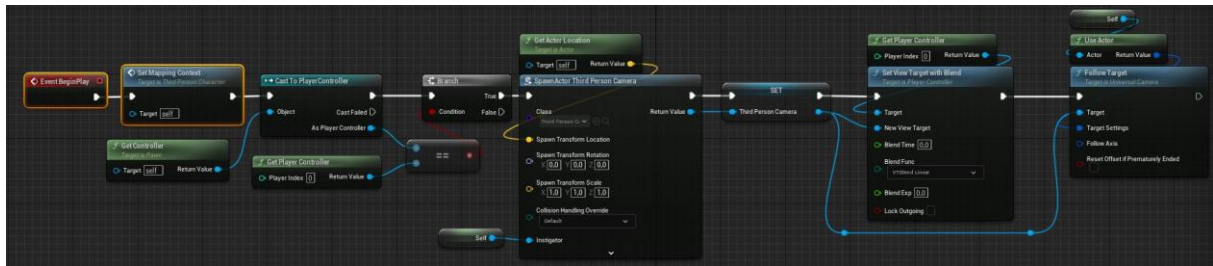 Event BeginPlay
Set Mapping Context
Target is Third Person Character
Target self
Get Controller
Target is Pawn
Target self Return Value
Cast To PlayerController
Object Cast Failed
As Player Controller
Get Player Controller
Player Index 0 Return Value
==
Branch
True
Condition False
Get Actor Location
Target is Actor
Target self Return Value
SpawnActor Third Person Camera
Class Return Value
Third Person C
Spawn Transform Location
Spawn Transform Rotation
X 0,0 Y 0,0 Z 0,0
Spawn Transform Scale
X 1,0 Y 1,0 Z 1,0
Collision Handling Override
Default
Instigator
Self
SET
Third Person Camera
Get Player Controller
Player Index 0 Return Value
Set View Target with Blend
Target is Player Controller
Target
New View Target
Blend Time 0,0
Blend Func
VTBlend Linear
Blend Exp 0,0
Lock Outgoing
Self
Use Actor
Actor Return Value
Follow Target
Target is Universal Camera
Target
Target Settings
Follow Axis
Reset Offset if Prematurely Ended